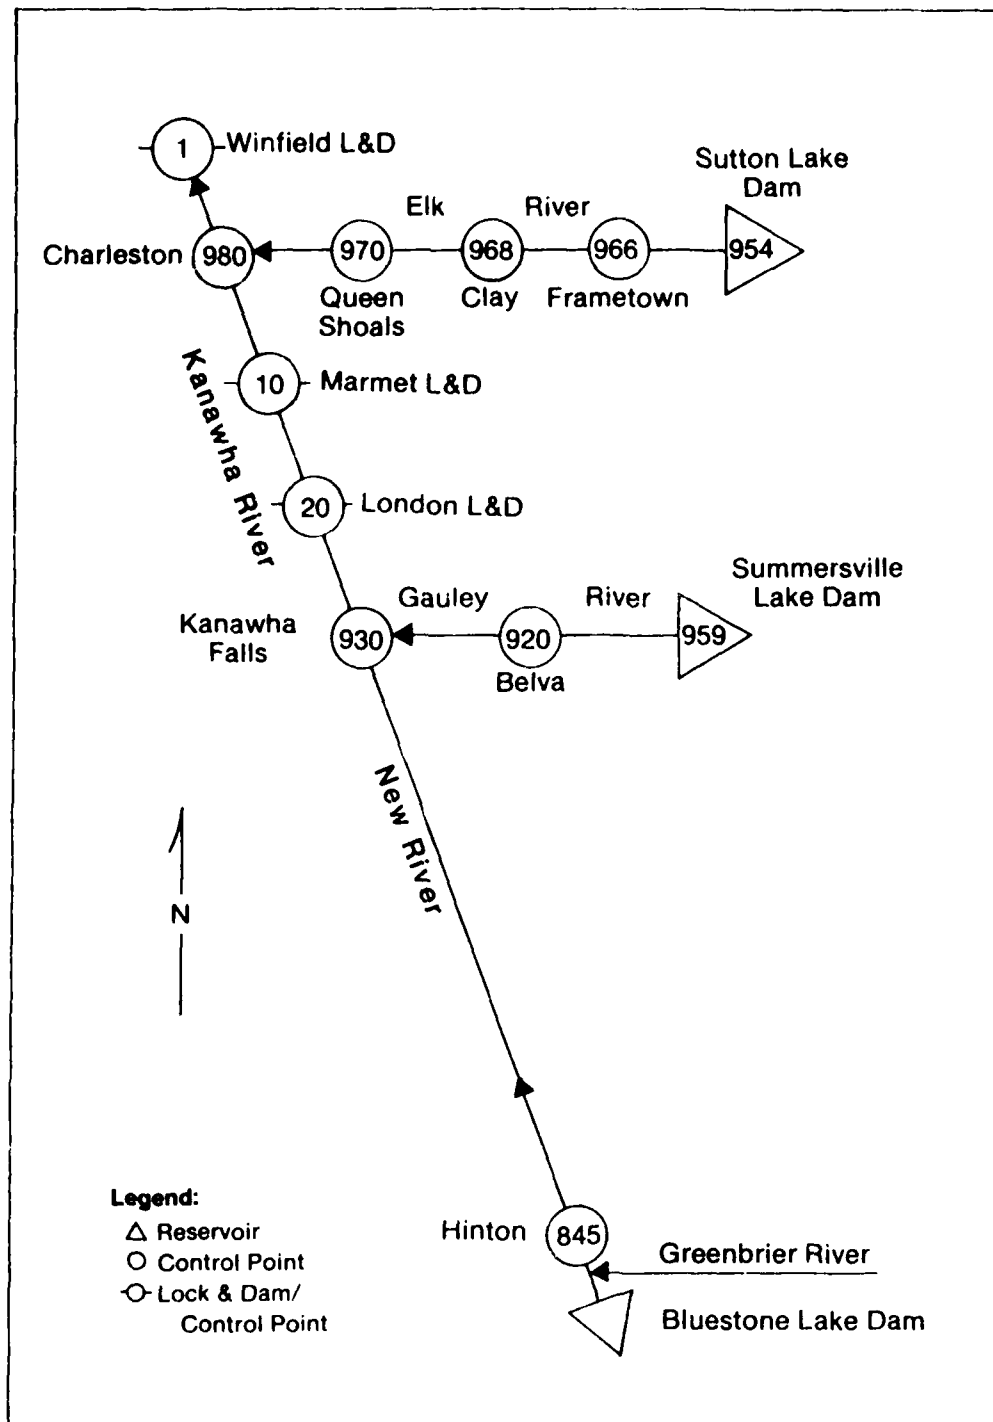 1
Winfield L&D
Sutton Lake
Dam
Elk River
Charleston
980
970
968
966
954
Queen
Shoals
Clay
Frametown
Kanawha River
10
Marmet L&D
20
London L&D
Summersville
Lake Dam
Gauley River
Kanawha
Falls
930
920
959
Belva
New River
N
Legend:
Reservoir
Control Point
Lock & Dam/
Control Point
Hinton
845
Greenbrier River
Bluestone Lake Dam